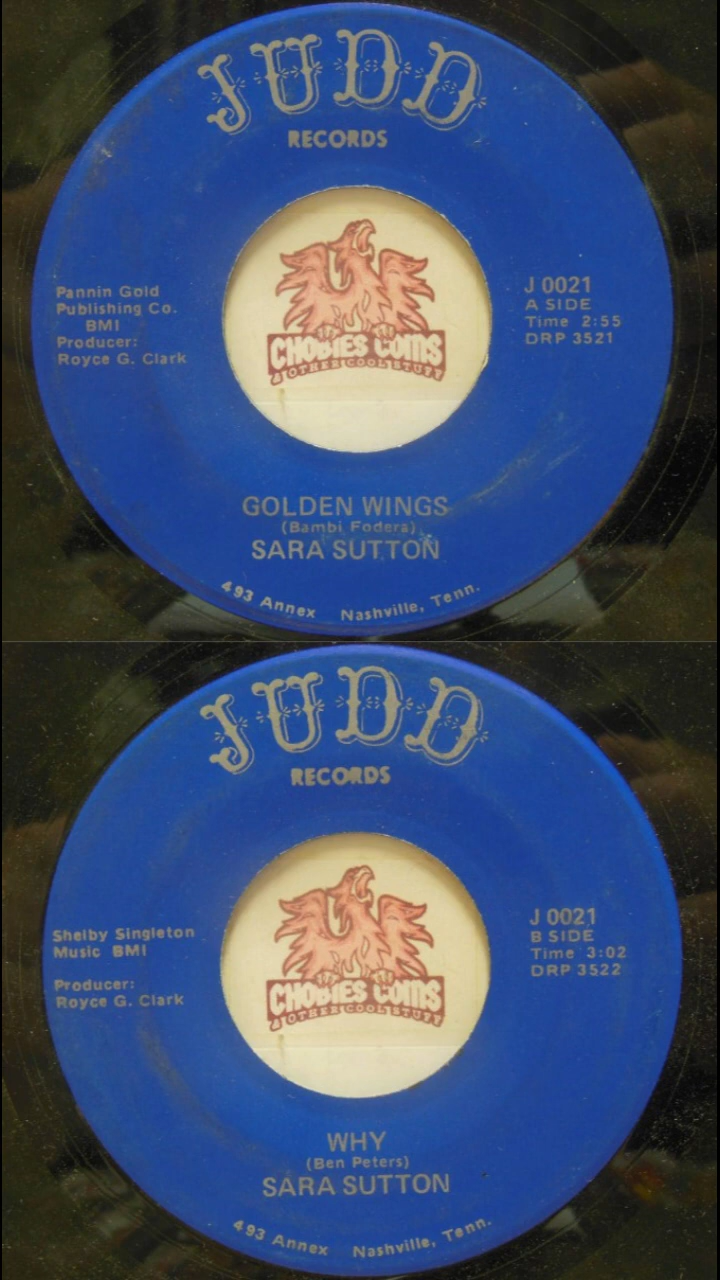 JUDD
RECORDS
Pannin Gold
Publishing Co.
BMI
Producer:
Royce G. Clark
J 0021
A SIDE
Time 2:55
DRP 3521
CHOBIES COINS
& OTHER COOL STUFF
GOLDEN WINGS
(Bambi Fodera)
SARA SUTTON
493 Annex Nashville, Tenn.
JUDD
RECORDS
Shelby Singleton
Music BMI
Producer:
Royce G. Clark
J 0021
B SIDE
Time 3:02
DRP 3522
CHOBIES COINS
& OTHER COOL STUFF
WHY
(Ben Peters)
SARA SUTTON
493 Annex Nashville, Tenn.